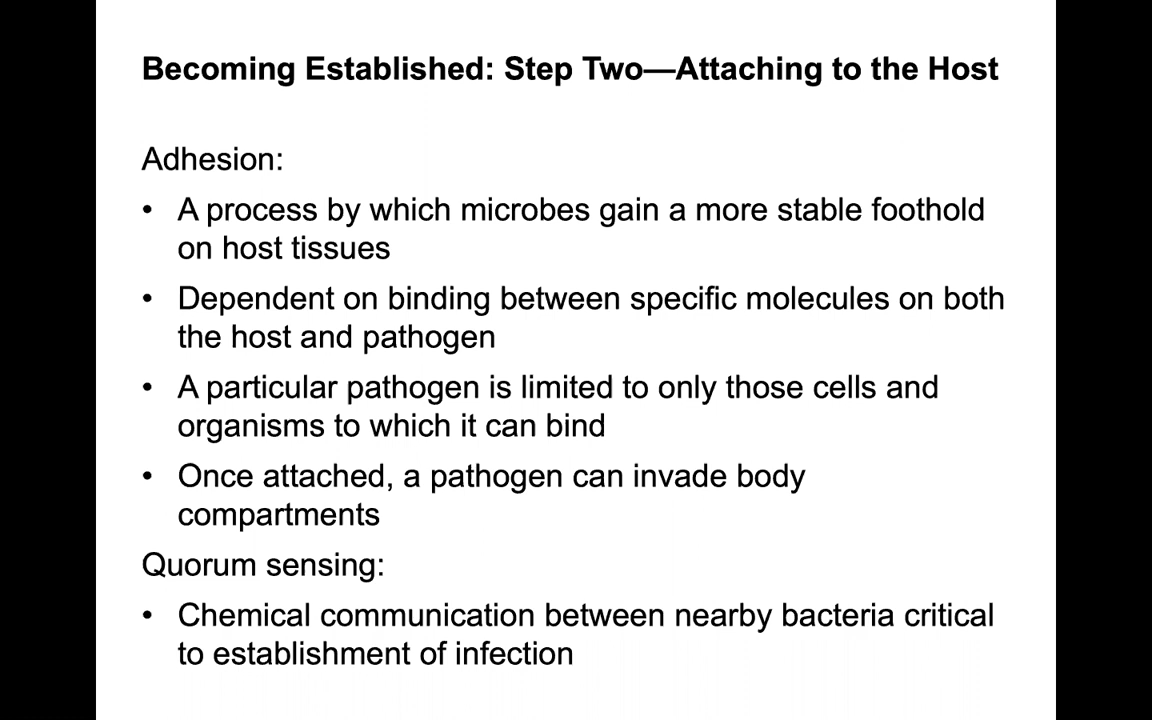 Becoming Established: Step Two—Attaching to the Host
Adhesion:
• A process by which microbes gain a more stable foothold
on host tissues
• Dependent on binding between specific molecules on both
the host and pathogen
• A particular pathogen is limited to only those cells and
organisms to which it can bind
• Once attached, a pathogen can invade body
compartments
Quorum sensing:
• Chemical communication between nearby bacteria critical
to establishment of infection